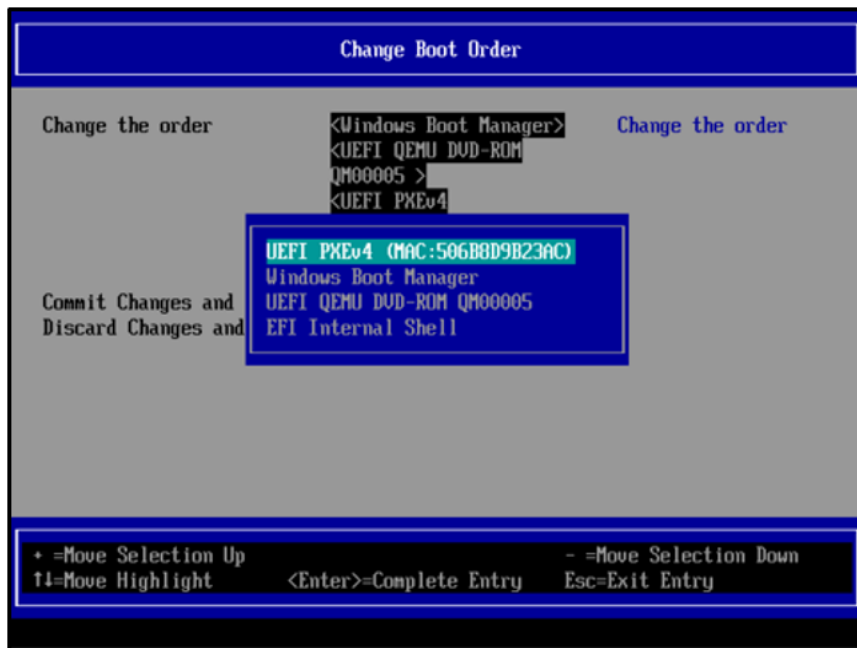 Change Boot Order
Change the order
<Windows Boot Manager>
<UEFI QEMU DVD-ROM
QM00005 >
<UEFI PXEv4
Change the order
UEFI PXEv4 (MAC:506B8D9B23AC)
Windows Boot Manager
UEFI QEMU DVD-ROM QM00005
EFI Internal Shell
Commit Changes and
Discard Changes and
+ =Move Selection Up
- =Move Selection Down
↑↓=Move Highlight
<Enter>=Complete Entry
Esc=Exit Entry